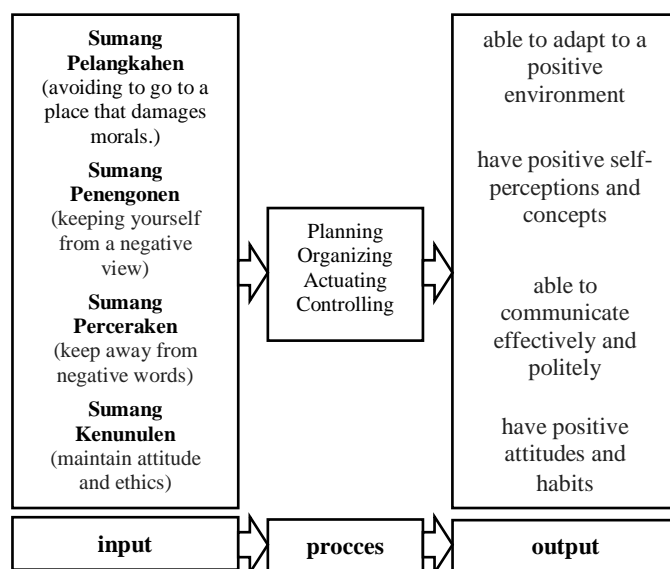 Sumang
Pelangkahen
(avoiding to go to a
place that damages
morals.)
Sumang
Penengonen
(keeping yourself
from a negative
view)
Sumang
Perceraken
(keep away from
negative words)
Sumang
Kenunulen
(maintain attitude
and ethics)
Planning
Organizing
Actuating
Controlling
able to adapt to a
positive
environment
have positive self-
perceptions and
concepts
able to
communicate
effectively and
politely
have positive
attitudes and
habits
input
procces
output